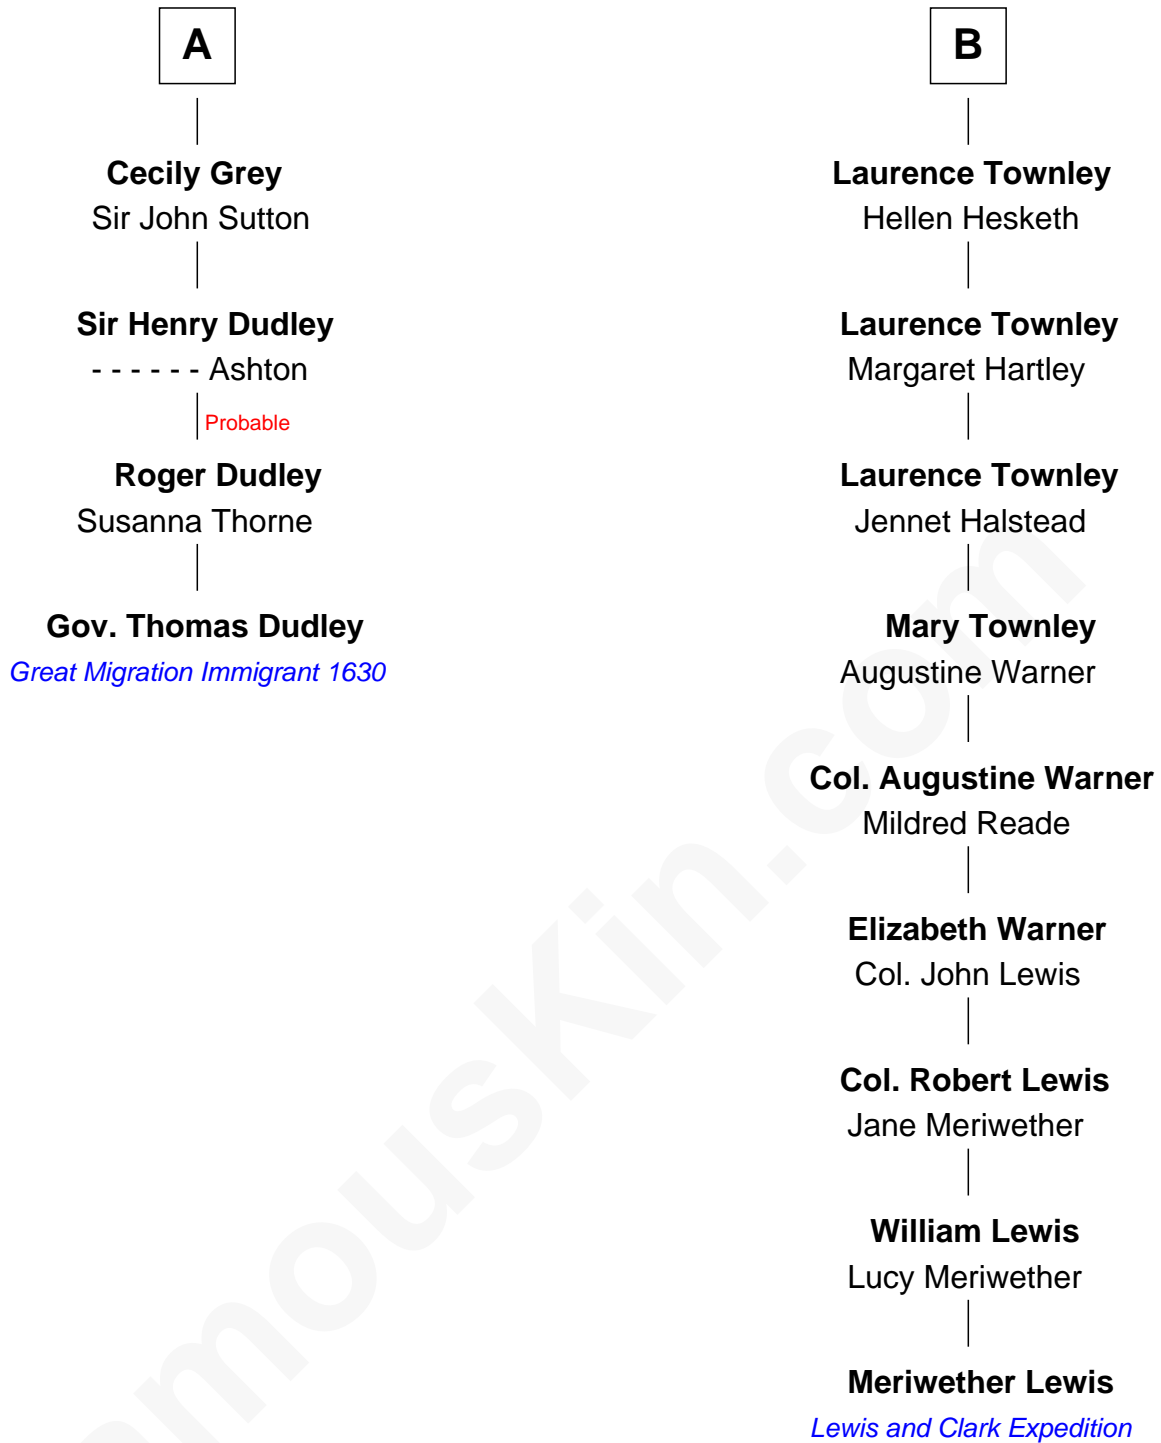 A
Cecily Grey
Sir John Sutton
Sir Henry Dudley
- - - - - - Ashton
Probable
Roger Dudley
Susanna Thorne
Gov. Thomas Dudley
Great Migration Immigrant 1630
B
Laurence Townley
Hellen Hesketh
Laurence Townley
Margaret Hartley
Laurence Townley
Jennet Halstead
Mary Townley
Augustine Warner
Col. Augustine Warner
Mildred Reade
Elizabeth Warner
Col. John Lewis
Col. Robert Lewis
Jane Meriwether
William Lewis
Lucy Meriwether
Meriwether Lewis
Lewis and Clark Expedition
amouskin.com